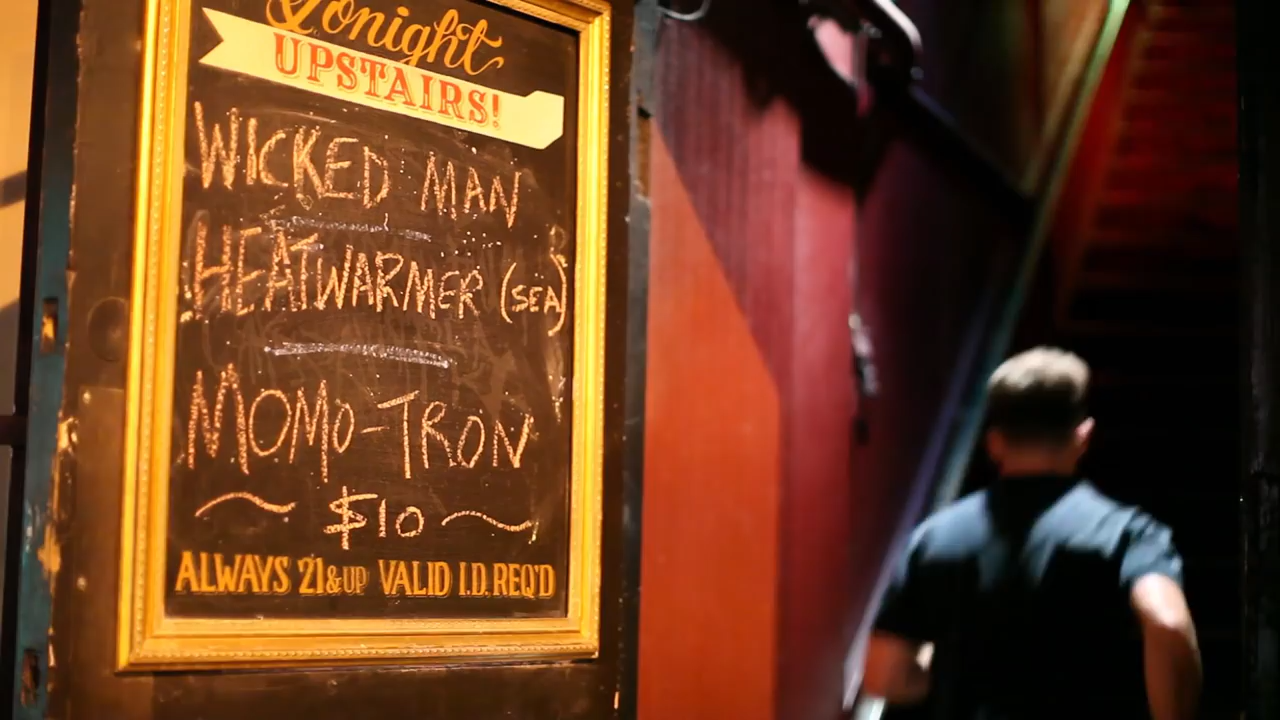 Tonight
UPSTAIRS!
WICKED MAN
HEATWARMER (SEA)
MOMO-TRON
~ $10 ~
ALWAYS 21 & UP VALID I.D. REQ'D